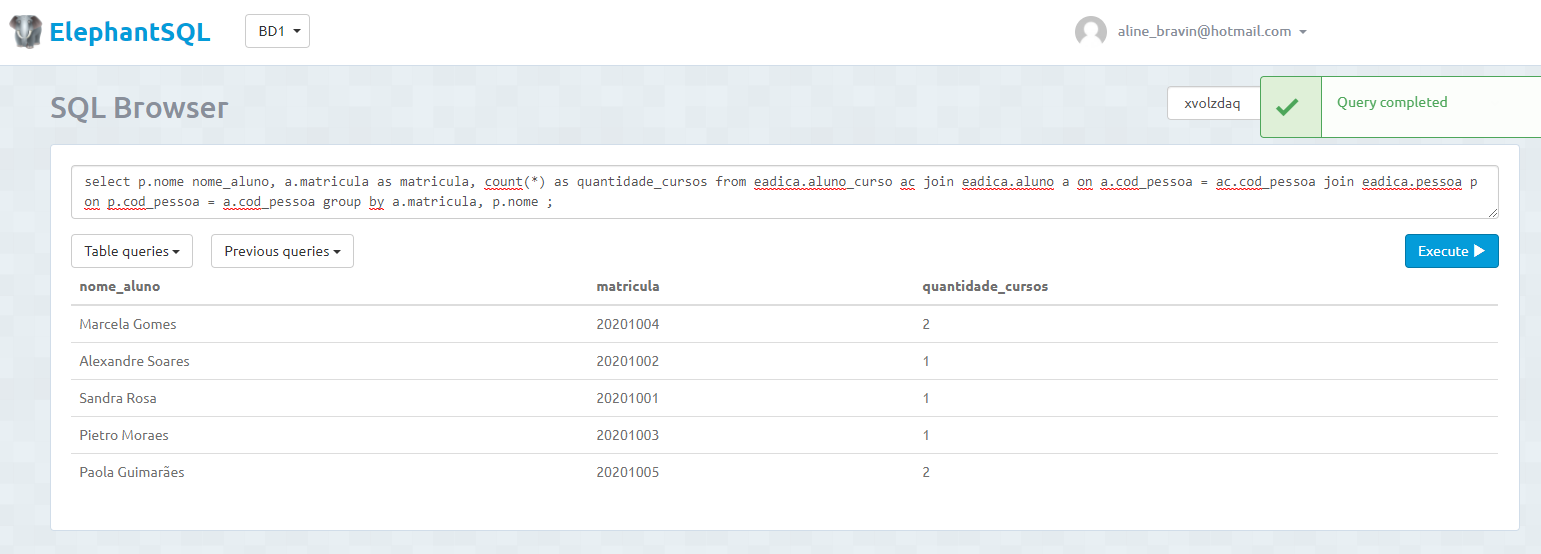 ElephantSQL BD1 aline_bravin@hotmail.com
SQL Browser xvolzdaq Query completed
select p.nome nome_aluno, a.matricula as matricula, count(*) as quantidade_cursos from eadica.aluno_curso ac join eadica.aluno a on a.cod_pessoa = ac.cod_pessoa join eadica.pessoa p
on p.cod_pessoa = a.cod_pessoa group by a.matricula, p.nome ;
Table queries Previous queries Execute
nome_aluno matricula quantidade_cursos
Marcela Gomes 20201004 2
Alexandre Soares 20201002 1
Sandra Rosa 20201001 1
Pietro Moraes 20201003 1
Paola Guimarães 20201005 2